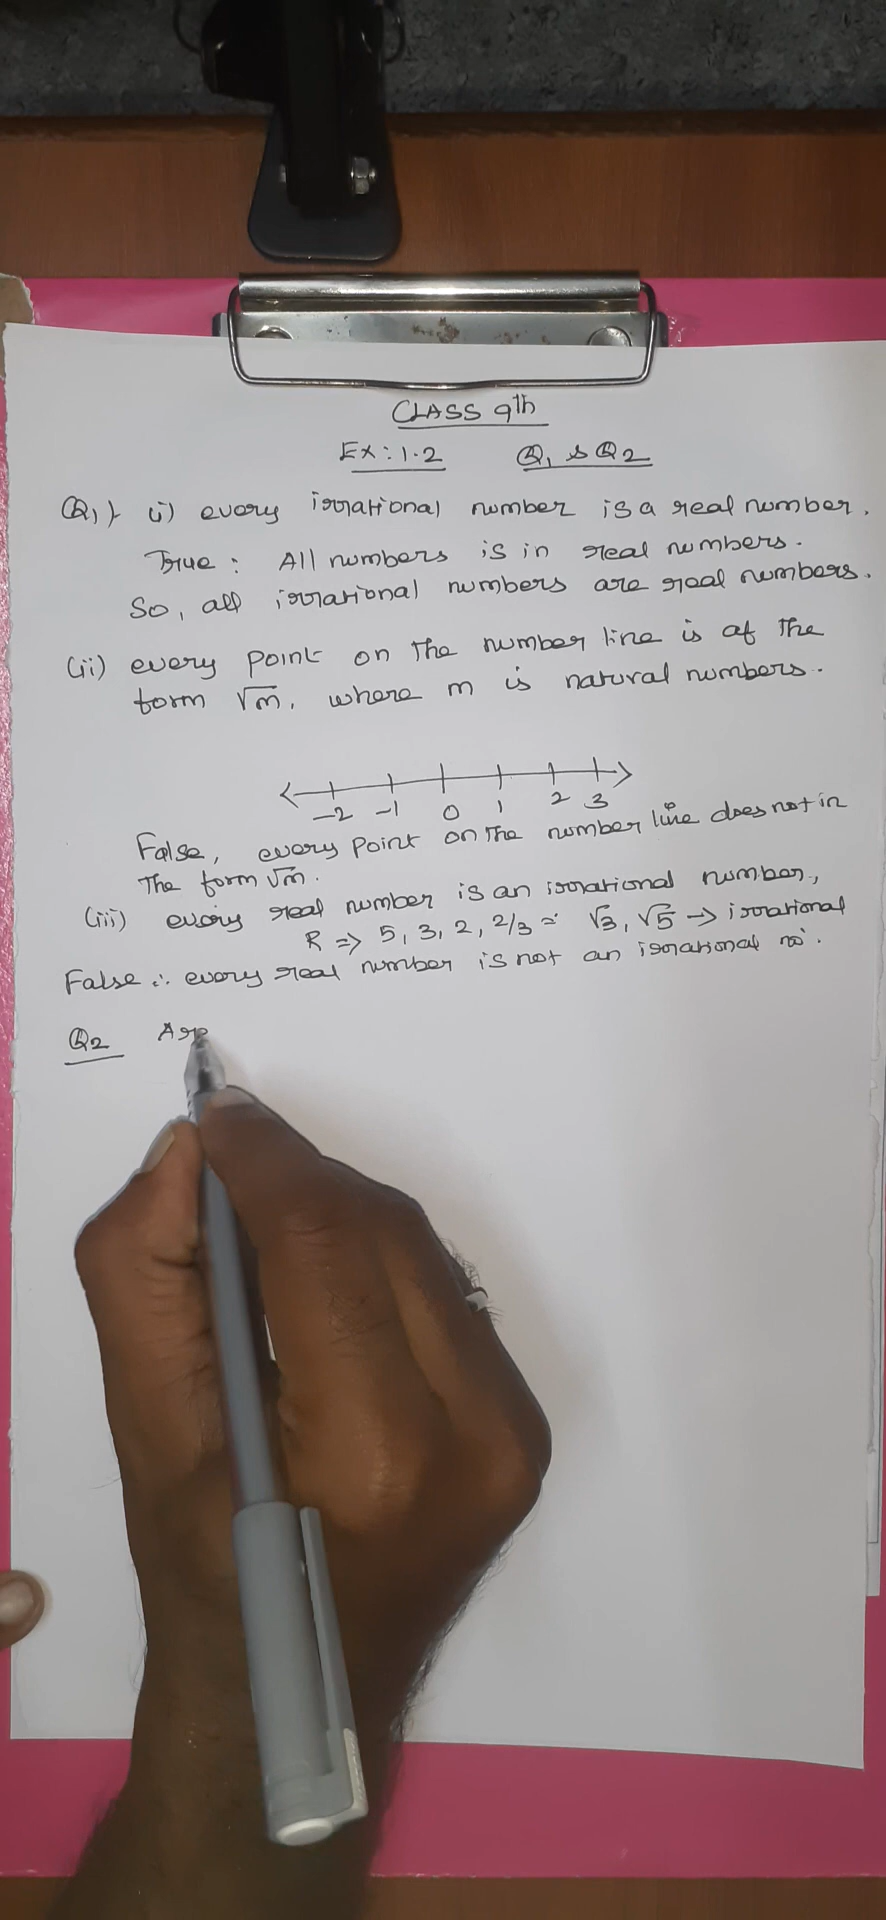 CLASS 9th
Ex: 1.2 Q1 & Q2
Q1) (i) every irrational number is a real number.
True: All numbers is in real numbers.
So, all irrational numbers are real numbers.
(ii) every point on the number line is of the
form √m, where m is natural numbers.
-2 -1 0 1 2 3
False, every point on the number line does not in
The form √m.
(iii) every real number is an irrational number,
R => 5, 3, 2, 2/3 = √3, √5 → irrational
False ∴ every real number is not an irrational no.
Q2 Are